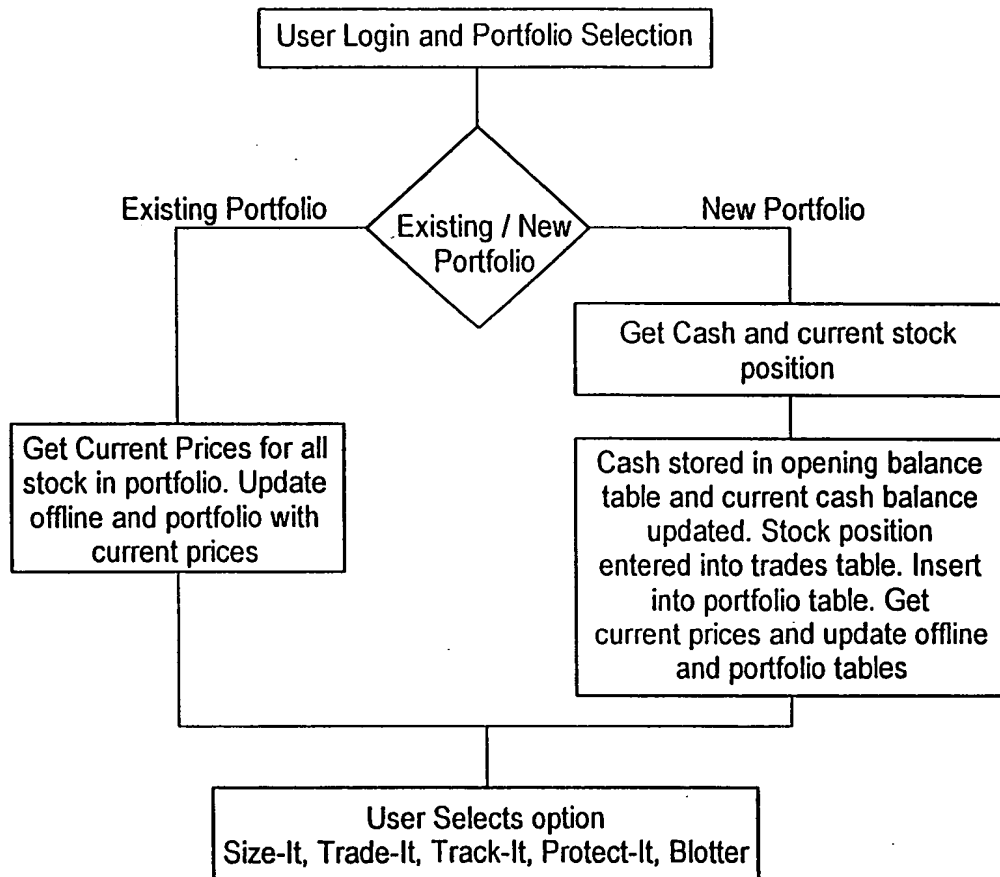 User Login and Portfolio Selection
Existing Portfolio
Existing / New
Portfolio
New Portfolio
Get Cash and current stock
position
Get Current Prices for all
stock in portfolio. Update
offline and portfolio with
current prices
Cash stored in opening balance
table and current cash balance
updated. Stock position
entered into trades table. Insert
into portfolio table. Get
current prices and update offline
and portfolio tables
User Selects option
Size-It, Trade-It, Track-It, Protect-It, Blotter